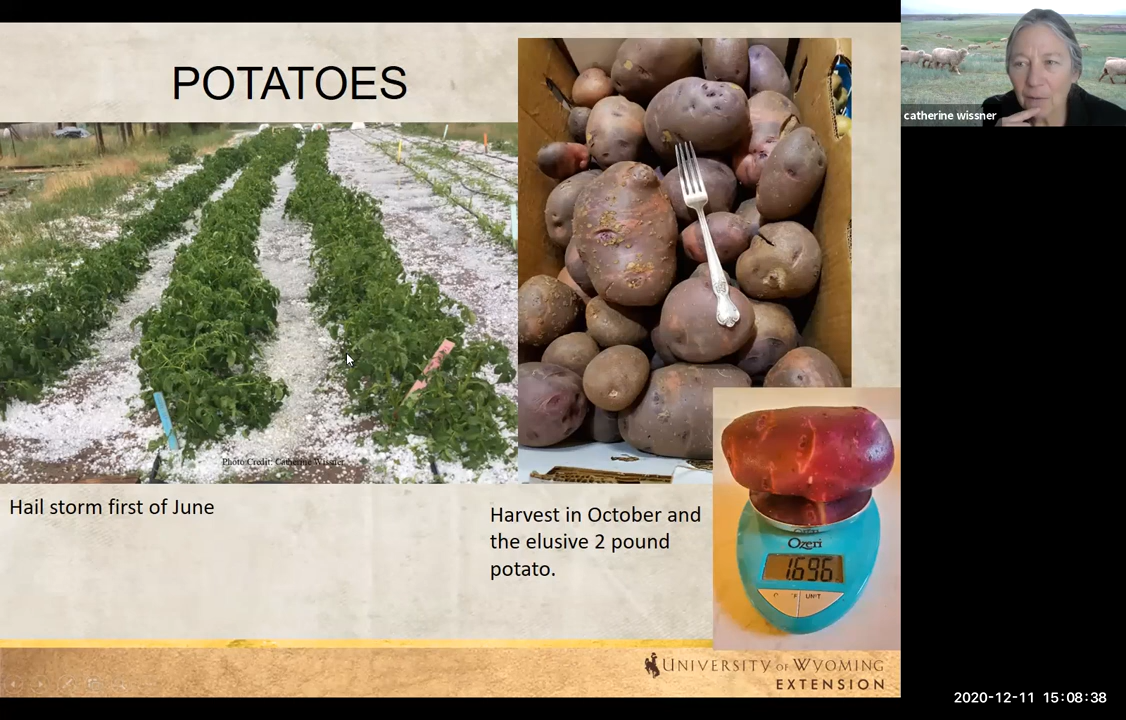 POTATOES
catherine wissner
Photo Credit: Catherine Wissner
Hail storm first of June
Harvest in October and
the elusive 2 pound
potato.
Ozeri
1.696
UNIT
UNIVERSITY OF WYOMING
EXTENSION
2020-12-11 15:08:38